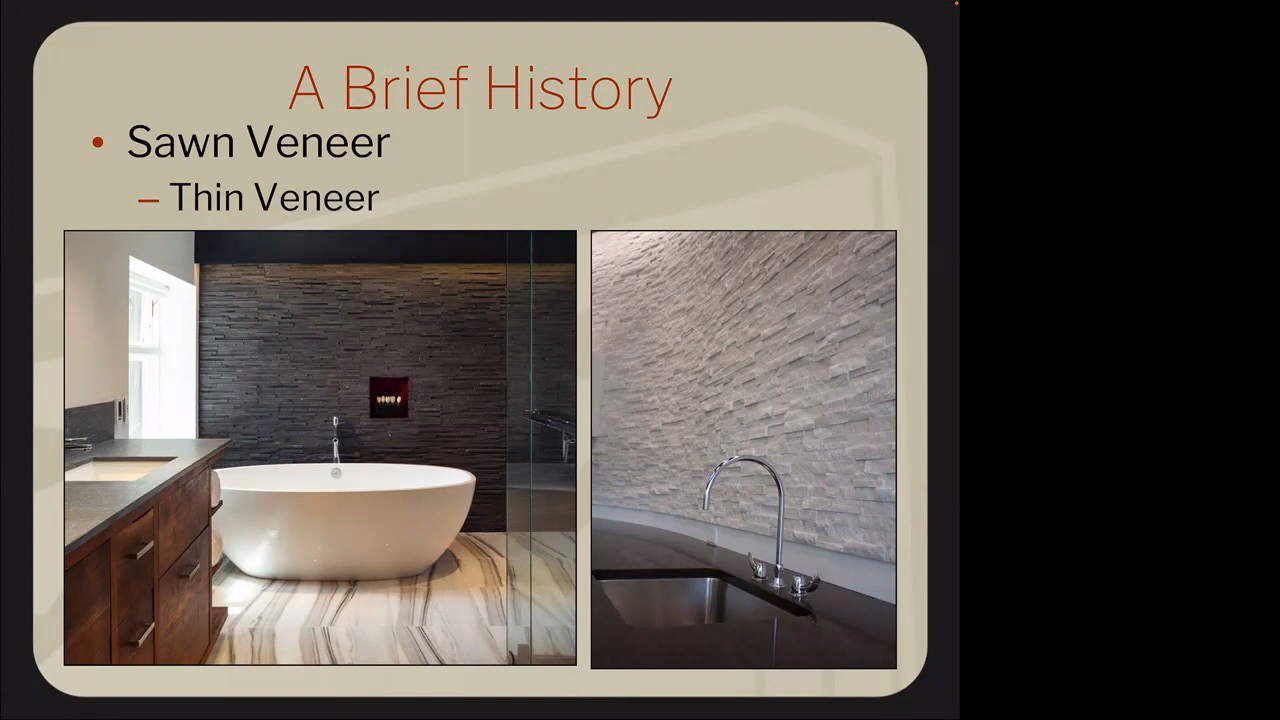 A Brief History
• Sawn Veneer
– Thin Veneer